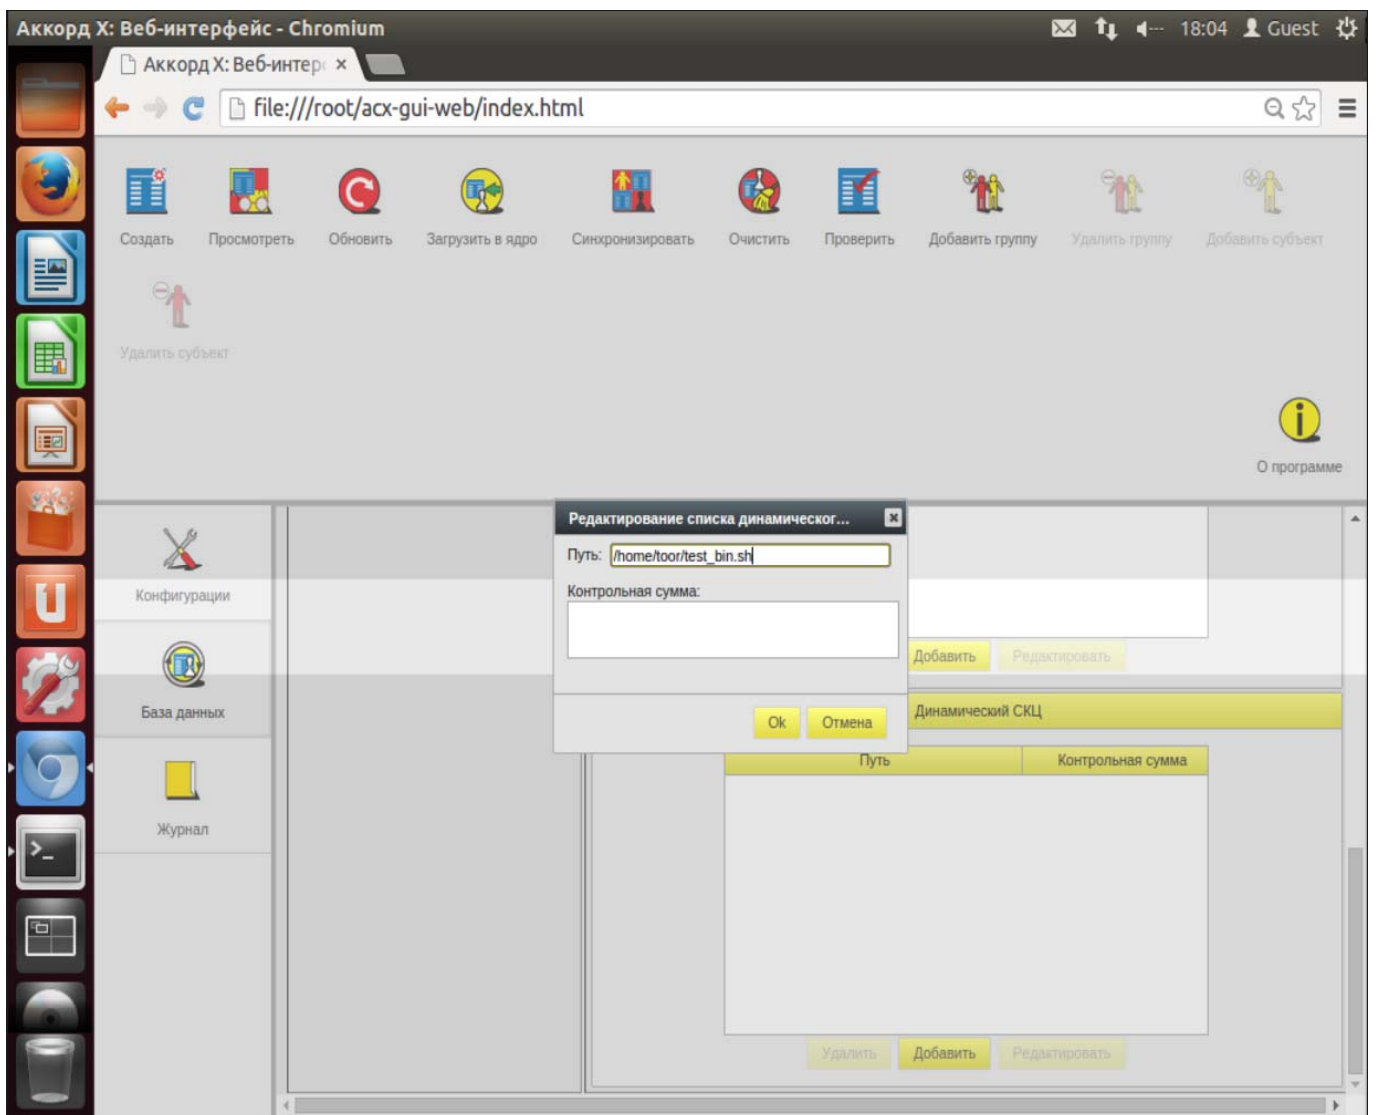 Аккорд X: Веб-интерфейс - Chromium
18:04 Guest
Аккорд X: Веб-интер
file:///root/acx-gui-web/index.html
Создать Просмотреть Обновить Загрузить в ядро Синхронизировать Очистить Проверить Добавить группу Удалить группу Добавить субъект
Удалить субъект
О программе
Редактирование списка динамическог...
Путь: /home/toor/test_bin.sh
Контрольная сумма:
Конфигурации
Добавить Редактировать
База данных
Динамический СКЦ
Ok Отмена
Путь Контрольная сумма
Журнал
Удалить Добавить Редактировать